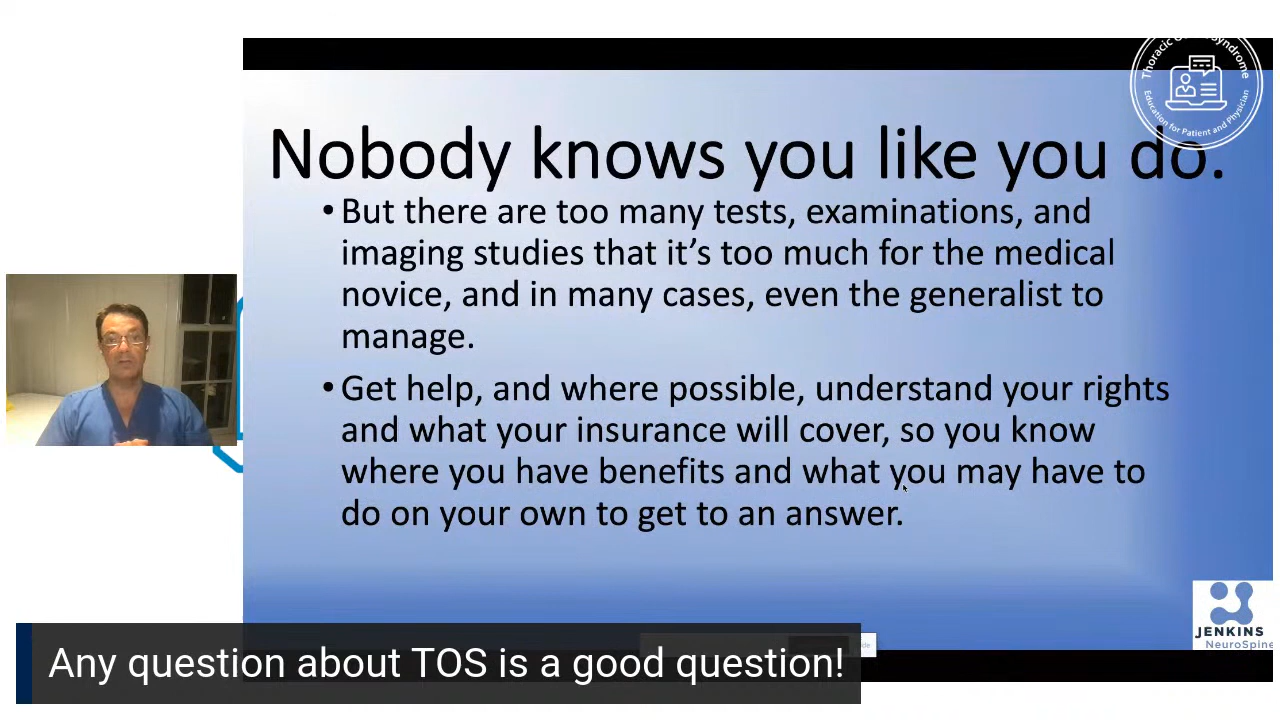 Thoracic Syndrome
Education for Patient and Physician
Nobody knows you like you do.
•But there are too many tests, examinations, and
imaging studies that it’s too much for the medical
novice, and in many cases, even the generalist to
manage.
•Get help, and where possible, understand your rights
and what your insurance will cover, so you know
where you have benefits and what you may have to
do on your own to get to an answer.
JENKINS
NeuroSpine
Any question about TOS is a good question!